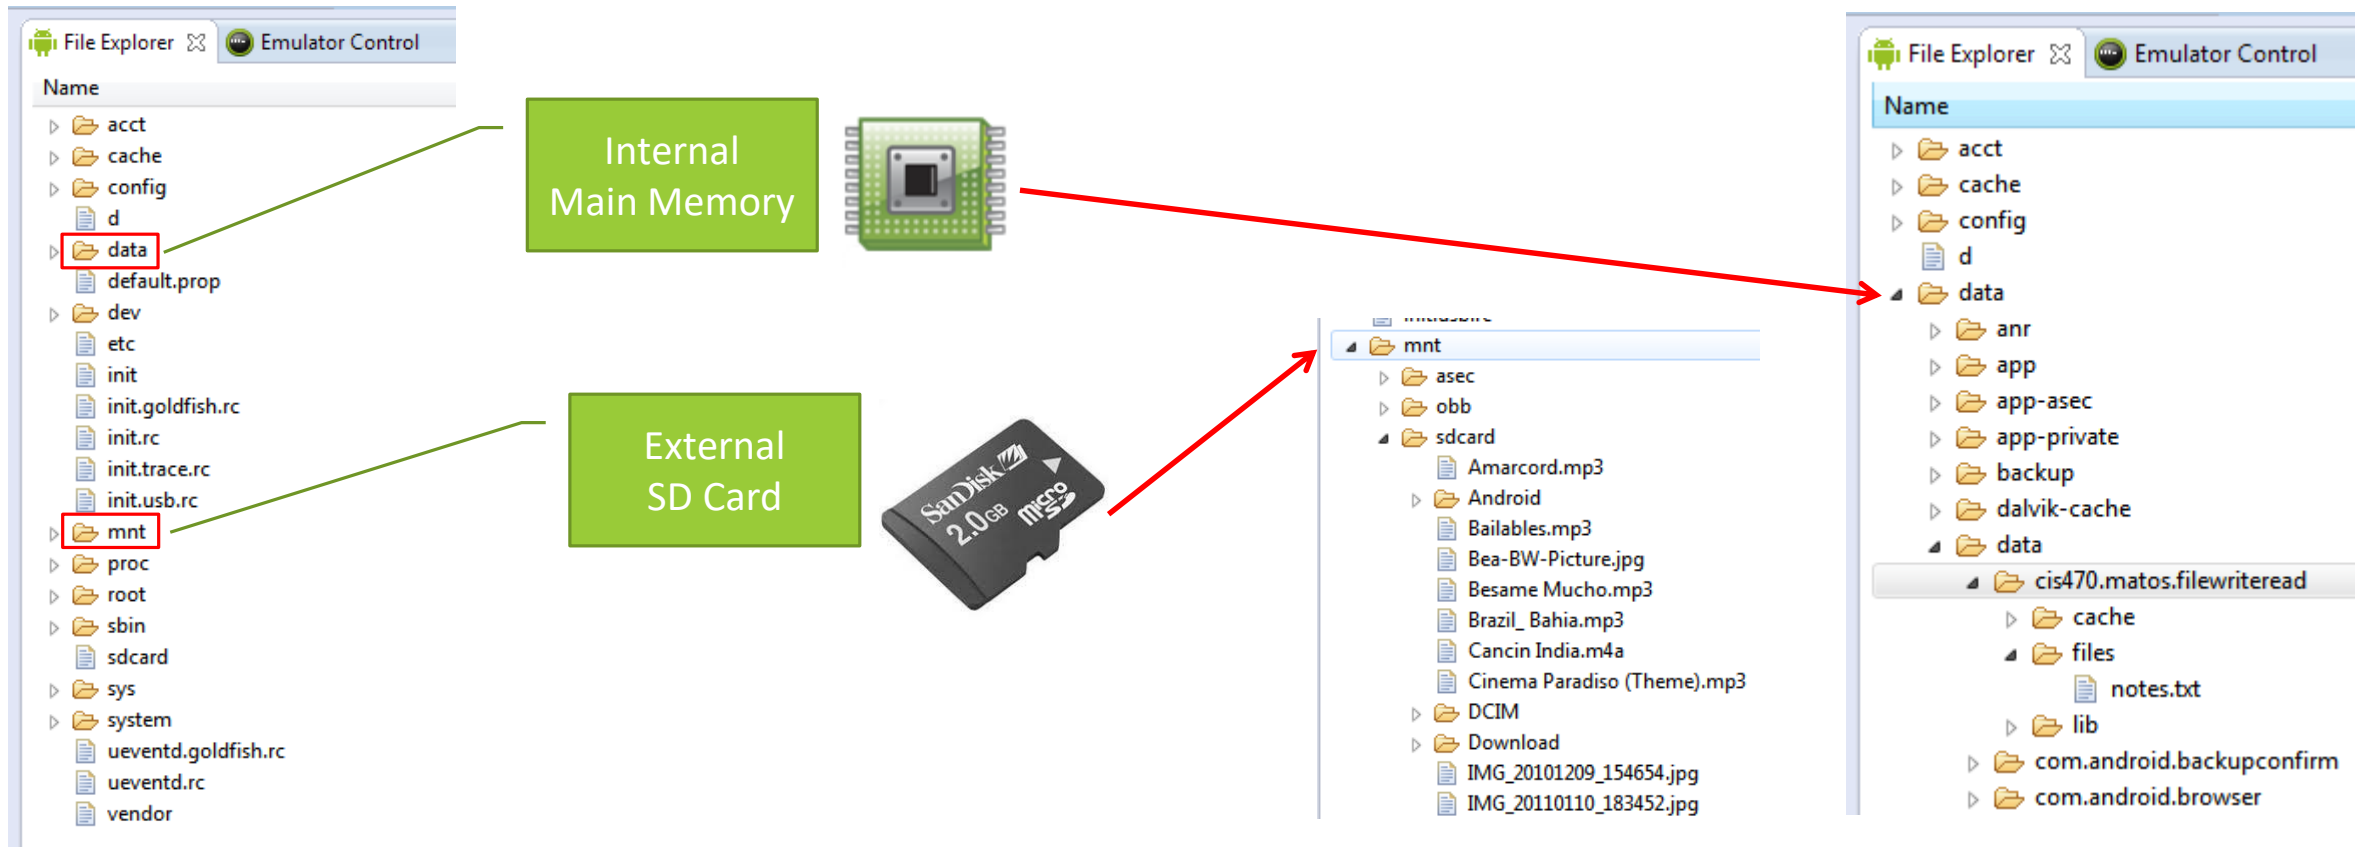 File Explorer
Emulator Control
Name
acct
cache
config
d
data
default.prop
dev
etc
init
init.goldfish.rc
init.rc
init.trace.rc
init.usb.rc
mnt
proc
root
sbin
sdcard
sys
system
ueventd.goldfish.rc
ueventd.rc
vendor
Internal
Main Memory
External
SD Card
SanDisk
2.0GB
micro
mnt
asec
obb
sdcard
Amarcord.mp3
Android
Bailables.mp3
Bea-BW-Picture.jpg
Besame Mucho.mp3
Brazil_ Bahia.mp3
Cancin India.m4a
Cinema Paradiso (Theme).mp3
DCIM
Download
IMG_20101209_154654.jpg
IMG_20110110_183452.jpg
File Explorer
Emulator Control
Name
acct
cache
config
d
data
anr
app
app-asec
app-private
backup
dalvik-cache
data
cis470.matos.filewriteread
cache
files
notes.txt
lib
com.android.backupconfirm
com.android.browser